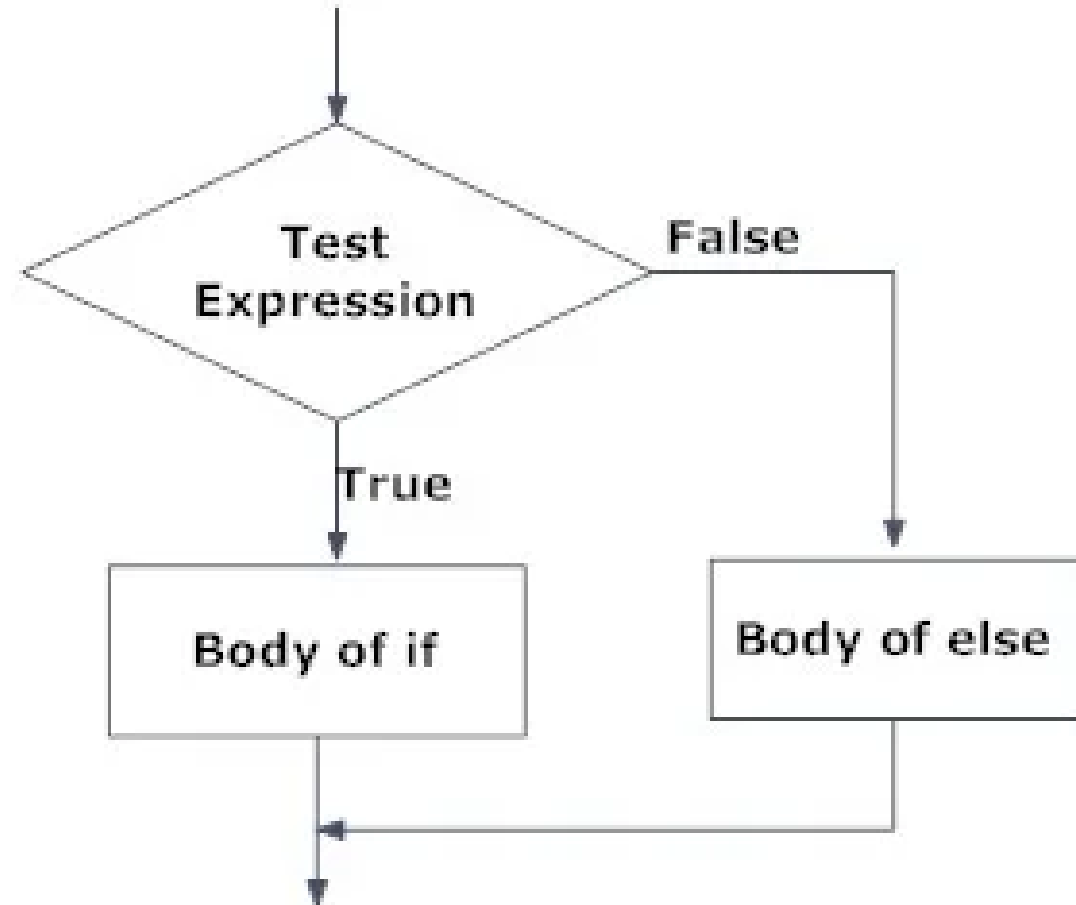 Test
Expression
False
True
Body of if
Body of else